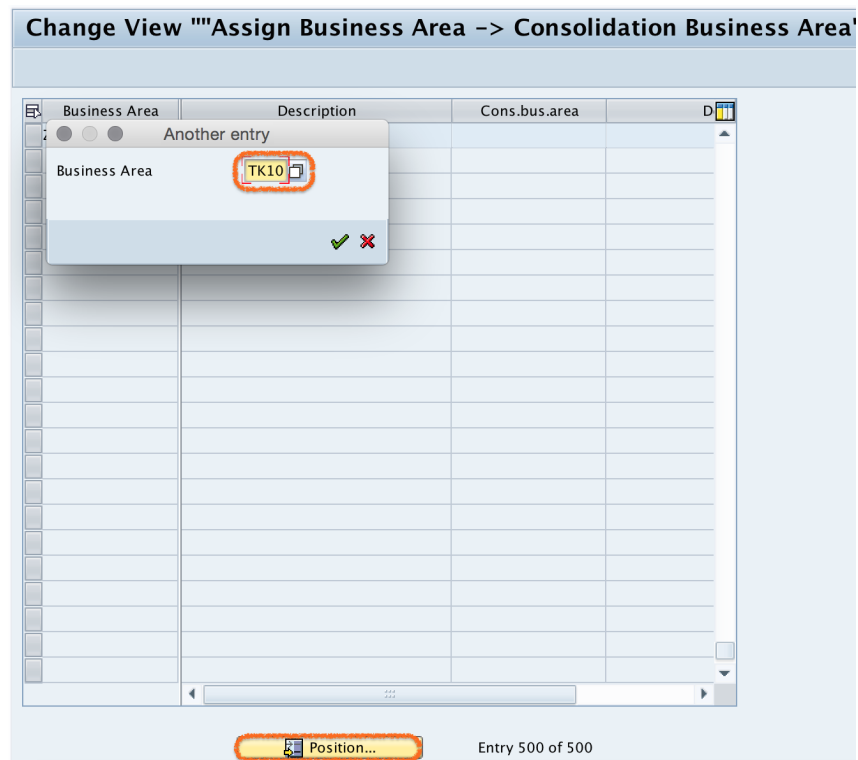 Change View ""Assign Business Area -> Consolidation Business Area"
Business Area Description Cons.bus.area D
Another entry
Business Area TK10
Position... Entry 500 of 500